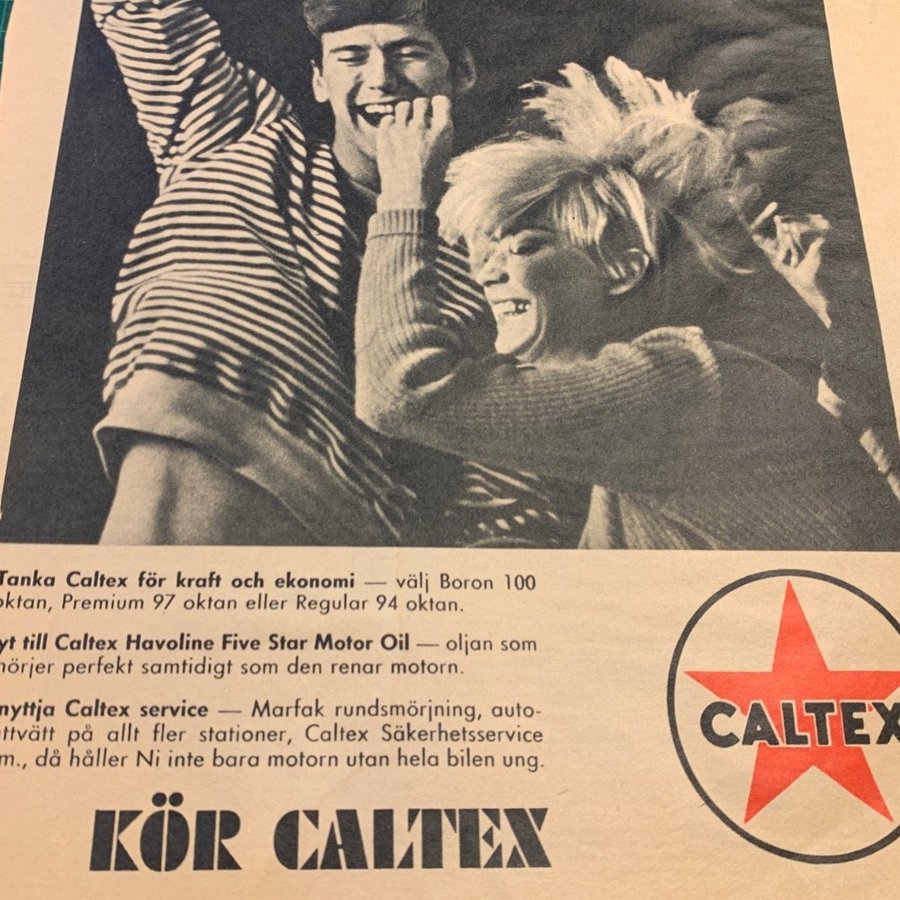 Tanka Caltex för kraft och ekonomi — välj Boron 100
oktan, Premium 97 oktan eller Regular 94 oktan.
yt till Caltex Havoline Five Star Motor Oil — oljan som
mörjer perfekt samtidigt som den renar motorn.
nyttja Caltex service — Marfak rundsmörjning, auto-
attvätt på allt fler stationer, Caltex Säkerhetsservice
m., då håller Ni inte bara motorn utan hela bilen ung.
KÖR CALTEX
CALTEX